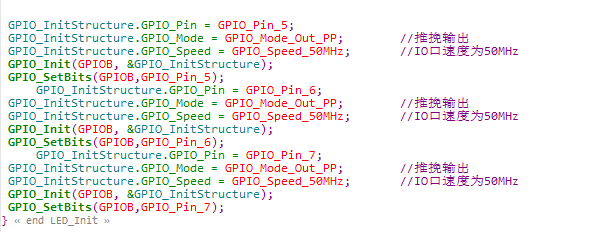 GPIO_InitStructure.GPIO_Pin = GPIO_Pin_5;
GPIO_InitStructure.GPIO_Mode = GPIO_Mode_Out_PP; //推挽输出
GPIO_InitStructure.GPIO_Speed = GPIO_Speed_50MHz; //IO口速度为50MHz
GPIO_Init(GPIOB, &GPIO_InitStructure);
GPIO_SetBits(GPIOB,GPIO_Pin_5);
GPIO_InitStructure.GPIO_Pin = GPIO_Pin_6;
GPIO_InitStructure.GPIO_Mode = GPIO_Mode_Out_PP; //推挽输出
GPIO_InitStructure.GPIO_Speed = GPIO_Speed_50MHz; //IO口速度为50MHz
GPIO_Init(GPIOB, &GPIO_InitStructure);
GPIO_SetBits(GPIOB,GPIO_Pin_6);
GPIO_InitStructure.GPIO_Pin = GPIO_Pin_7;
GPIO_InitStructure.GPIO_Mode = GPIO_Mode_Out_PP; //推挽输出
GPIO_InitStructure.GPIO_Speed = GPIO_Speed_50MHz; //IO口速度为50MHz
GPIO_Init(GPIOB, &GPIO_InitStructure);
GPIO_SetBits(GPIOB,GPIO_Pin_7);
} « end LED_Init »